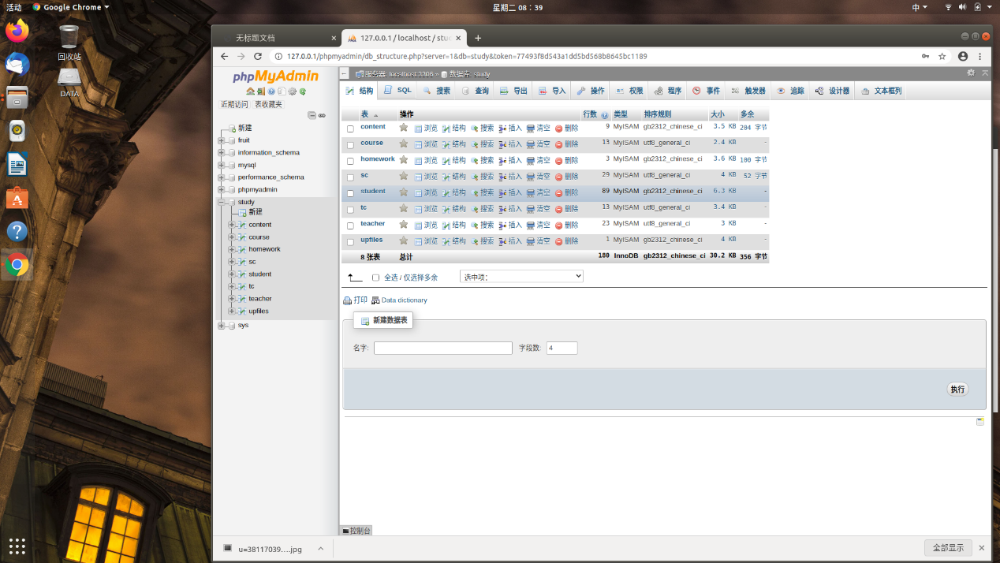 活动 Google Chrome 星期二 08：39 中
回收站
DATA
无标题文档 127.0.0.1 / localhost / stud
127.0.0.1/phpmyadmin/db_structure.php?server=1&db=study&token=77493f8d543a1dd5bd568b8645bc1189
phpMyAdmin
近期访问 表收藏夹
新建
fruit
information_schema
mysql
performance_schema
phpmyadmin
study
新建
content
course
homework
sc
student
tc
teacher
upfiles
sys
服务器: localhost:3306 » 数据库: study
结构 SQL 搜索 查询 导出 导入 操作 权限 程序 事件 触发器 追踪 设计器 文本框列
表 操作 行数 类型 排序规则 大小 多余
content 浏览 结构 搜索 插入 清空 删除 9 MyISAM gb2312_chinese_ci 3.5 KB 204 字节
course 浏览 结构 搜索 插入 清空 删除 13 MyISAM utf8_general_ci 2.4 KB -
homework 浏览 结构 搜索 插入 清空 删除 3 MyISAM gb2312_chinese_ci 3.6 KB 100 字节
sc 浏览 结构 搜索 插入 清空 删除 29 MyISAM utf8_general_ci 4 KB 52 字节
student 浏览 结构 搜索 插入 清空 删除 89 MyISAM gb2312_chinese_ci 6.3 KB -
tc 浏览 结构 搜索 插入 清空 删除 13 MyISAM utf8_general_ci 3.4 KB -
teacher 浏览 结构 搜索 插入 清空 删除 23 MyISAM utf8_general_ci 3 KB -
upfiles 浏览 结构 搜索 插入 清空 删除 1 MyISAM gb2312_chinese_ci 4 KB -
8 张表 总计 180 InnoDB gb2312_chinese_ci 30.2 KB 356 字节
全选 / 仅选择多余 选中项：
打印 Data dictionary
新建数据表
名字: 字段数: 4
执行
控制台
u=38117039....jpg 全部显示